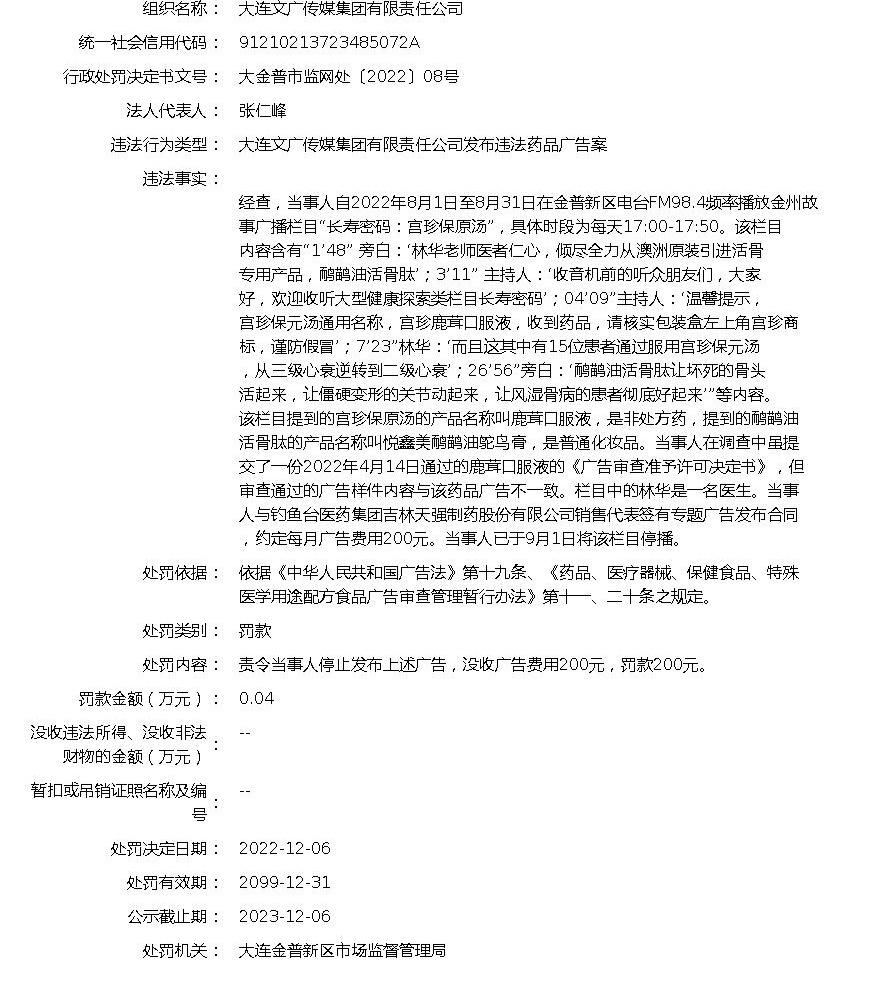 组织名称： 大连文广传媒集团有限责任公司
统一社会信用代码： 91210213723485072A
行政处罚决定书文号： 大金普市监网处〔2022〕08号
法人代表人： 张仁峰
违法行为类型： 大连文广传媒集团有限责任公司发布违法药品广告案
违法事实：
经查，当事人自2022年8月1日至8月31日在金普新区电台FM98.4频率播放金州故
事广播栏目“长寿密码：宫珍保原汤”，具体时段为每天17:00-17:50。该栏目
内容含有“1’48” 旁白：‘林华老师医者仁心，倾尽全力从澳洲原装引进活骨
专用产品，鸸鹋油活骨肽’；3’11” 主持人：‘收音机前的听众朋友们，大家
好，欢迎收听大型健康探索类栏目长寿密码’；04’09”主持人：‘温馨提示，
宫珍保元汤通用名称，宫珍鹿茸口服液，收到药品，请核实包装盒左上角宫珍商
标，谨防假冒’；7’23”林华：‘而且这其中有15位患者通过服用宫珍保元汤
，从三级心衰逆转到二级心衰’；26’56”旁白：‘鸸鹋油活骨肽让坏死的骨头
活起来，让僵硬变形的关节动起来，让风湿骨病的患者彻底好起来’”等内容。
该栏目提到的宫珍保原汤的产品名称叫鹿茸口服液，是非处方药，提到的鸸鹋油
活骨肽的产品名称叫悦鑫美鸸鹋油鸵鸟膏，是普通化妆品。当事人在调查中虽提
交了一份2022年4月14日通过的鹿茸口服液的《广告审查准予许可决定书》，但
审查通过的广告样件内容与该药品广告不一致。栏目中的林华是一名医生。当事
人与钓鱼台医药集团吉林天强制药股份有限公司销售代表签有专题广告发布合同
，约定每月广告费用200元。当事人已于9月1日将该栏目停播。
处罚依据： 依据《中华人民共和国广告法》第十九条、《药品、医疗器械、保健食品、特殊
医学用途配方食品广告审查管理暂行办法》第十一、二十条之规定。
处罚类别： 罚款
处罚内容： 责令当事人停止发布上述广告，没收广告费用200元，罚款200元。
罚款金额（万元）： 0.04
没收违法所得、没收非法
财物的金额（万元）： --
暂扣或吊销证照名称及编
号： --
处罚决定日期： 2022-12-06
处罚有效期： 2099-12-31
公示截止期： 2023-12-06
处罚机关： 大连金普新区市场监督管理局